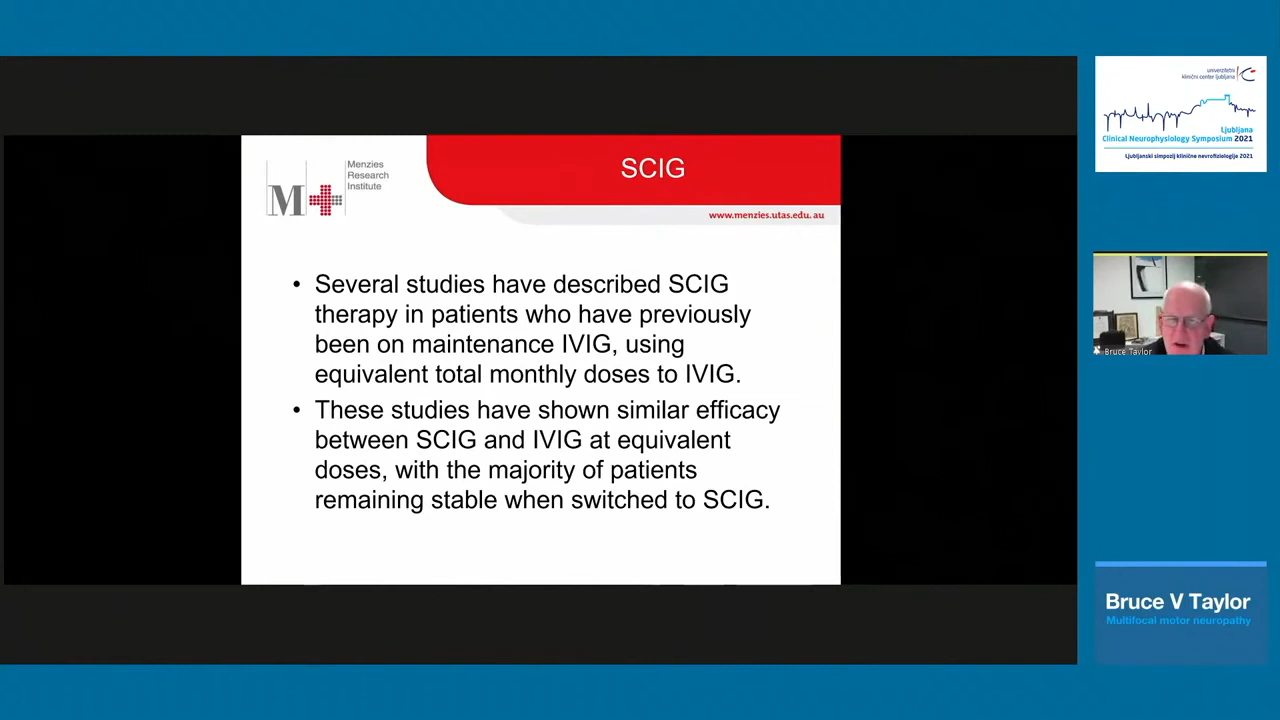 Menzies
Research
Institute
SCIG
www.menzies.utas.edu.au
• Several studies have described SCIG
therapy in patients who have previously
been on maintenance IVIG, using
equivalent total monthly doses to IVIG.
• These studies have shown similar efficacy
between SCIG and IVIG at equivalent
doses, with the majority of patients
remaining stable when switched to SCIG.
univerzitetni
klinični center ljubljana
Ljubljana
Clinical Neurophysiology Symposium 2021
Ljubljanski simpozij klinične nevrofiziologije 2021
Bruce Taylor
Bruce V Taylor
Multifocal motor neuropathy